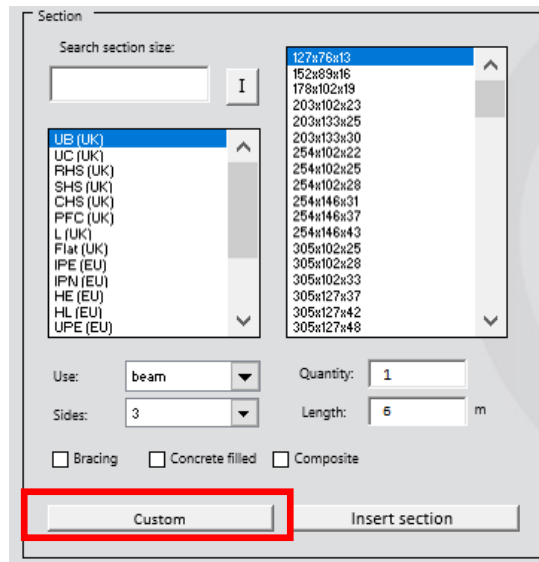 Section
Search section size:
I
UB (UK)
UC (UK)
RHS (UK)
SHS (UK)
CHS (UK)
PFC (UK)
L (UK)
Flat (UK)
IPE (EU)
IPN (EU)
HE (EU)
HL (EU)
UPE (EU)
127x76x13
152x89x16
178x102x19
203x102x23
203x133x25
203x133x30
254x102x22
254x102x25
254x102x28
254x146x31
254x146x37
254x146x43
305x102x25
305x102x28
305x102x33
305x127x37
305x127x42
305x127x48
Use: beam
Quantity: 1
Sides: 3
Length: 6 m
Bracing Concrete filled Composite
Custom Insert section